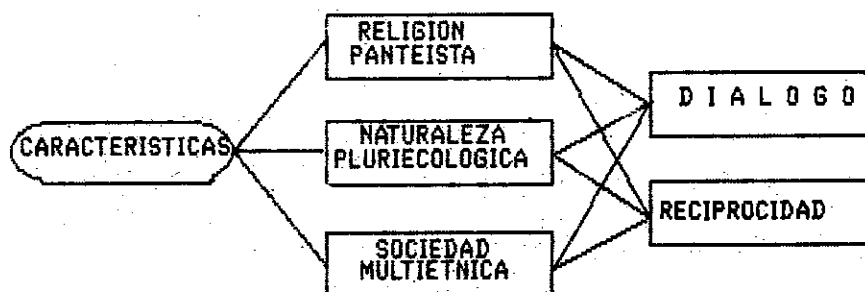 RELIGION
PANTEISTA
D I A L O G O
CARACTERISTICAS
NATURALEZA
PLURIECOLOGICA
RECIPROCIDAD
SOCIEDAD
MULTIETNICA